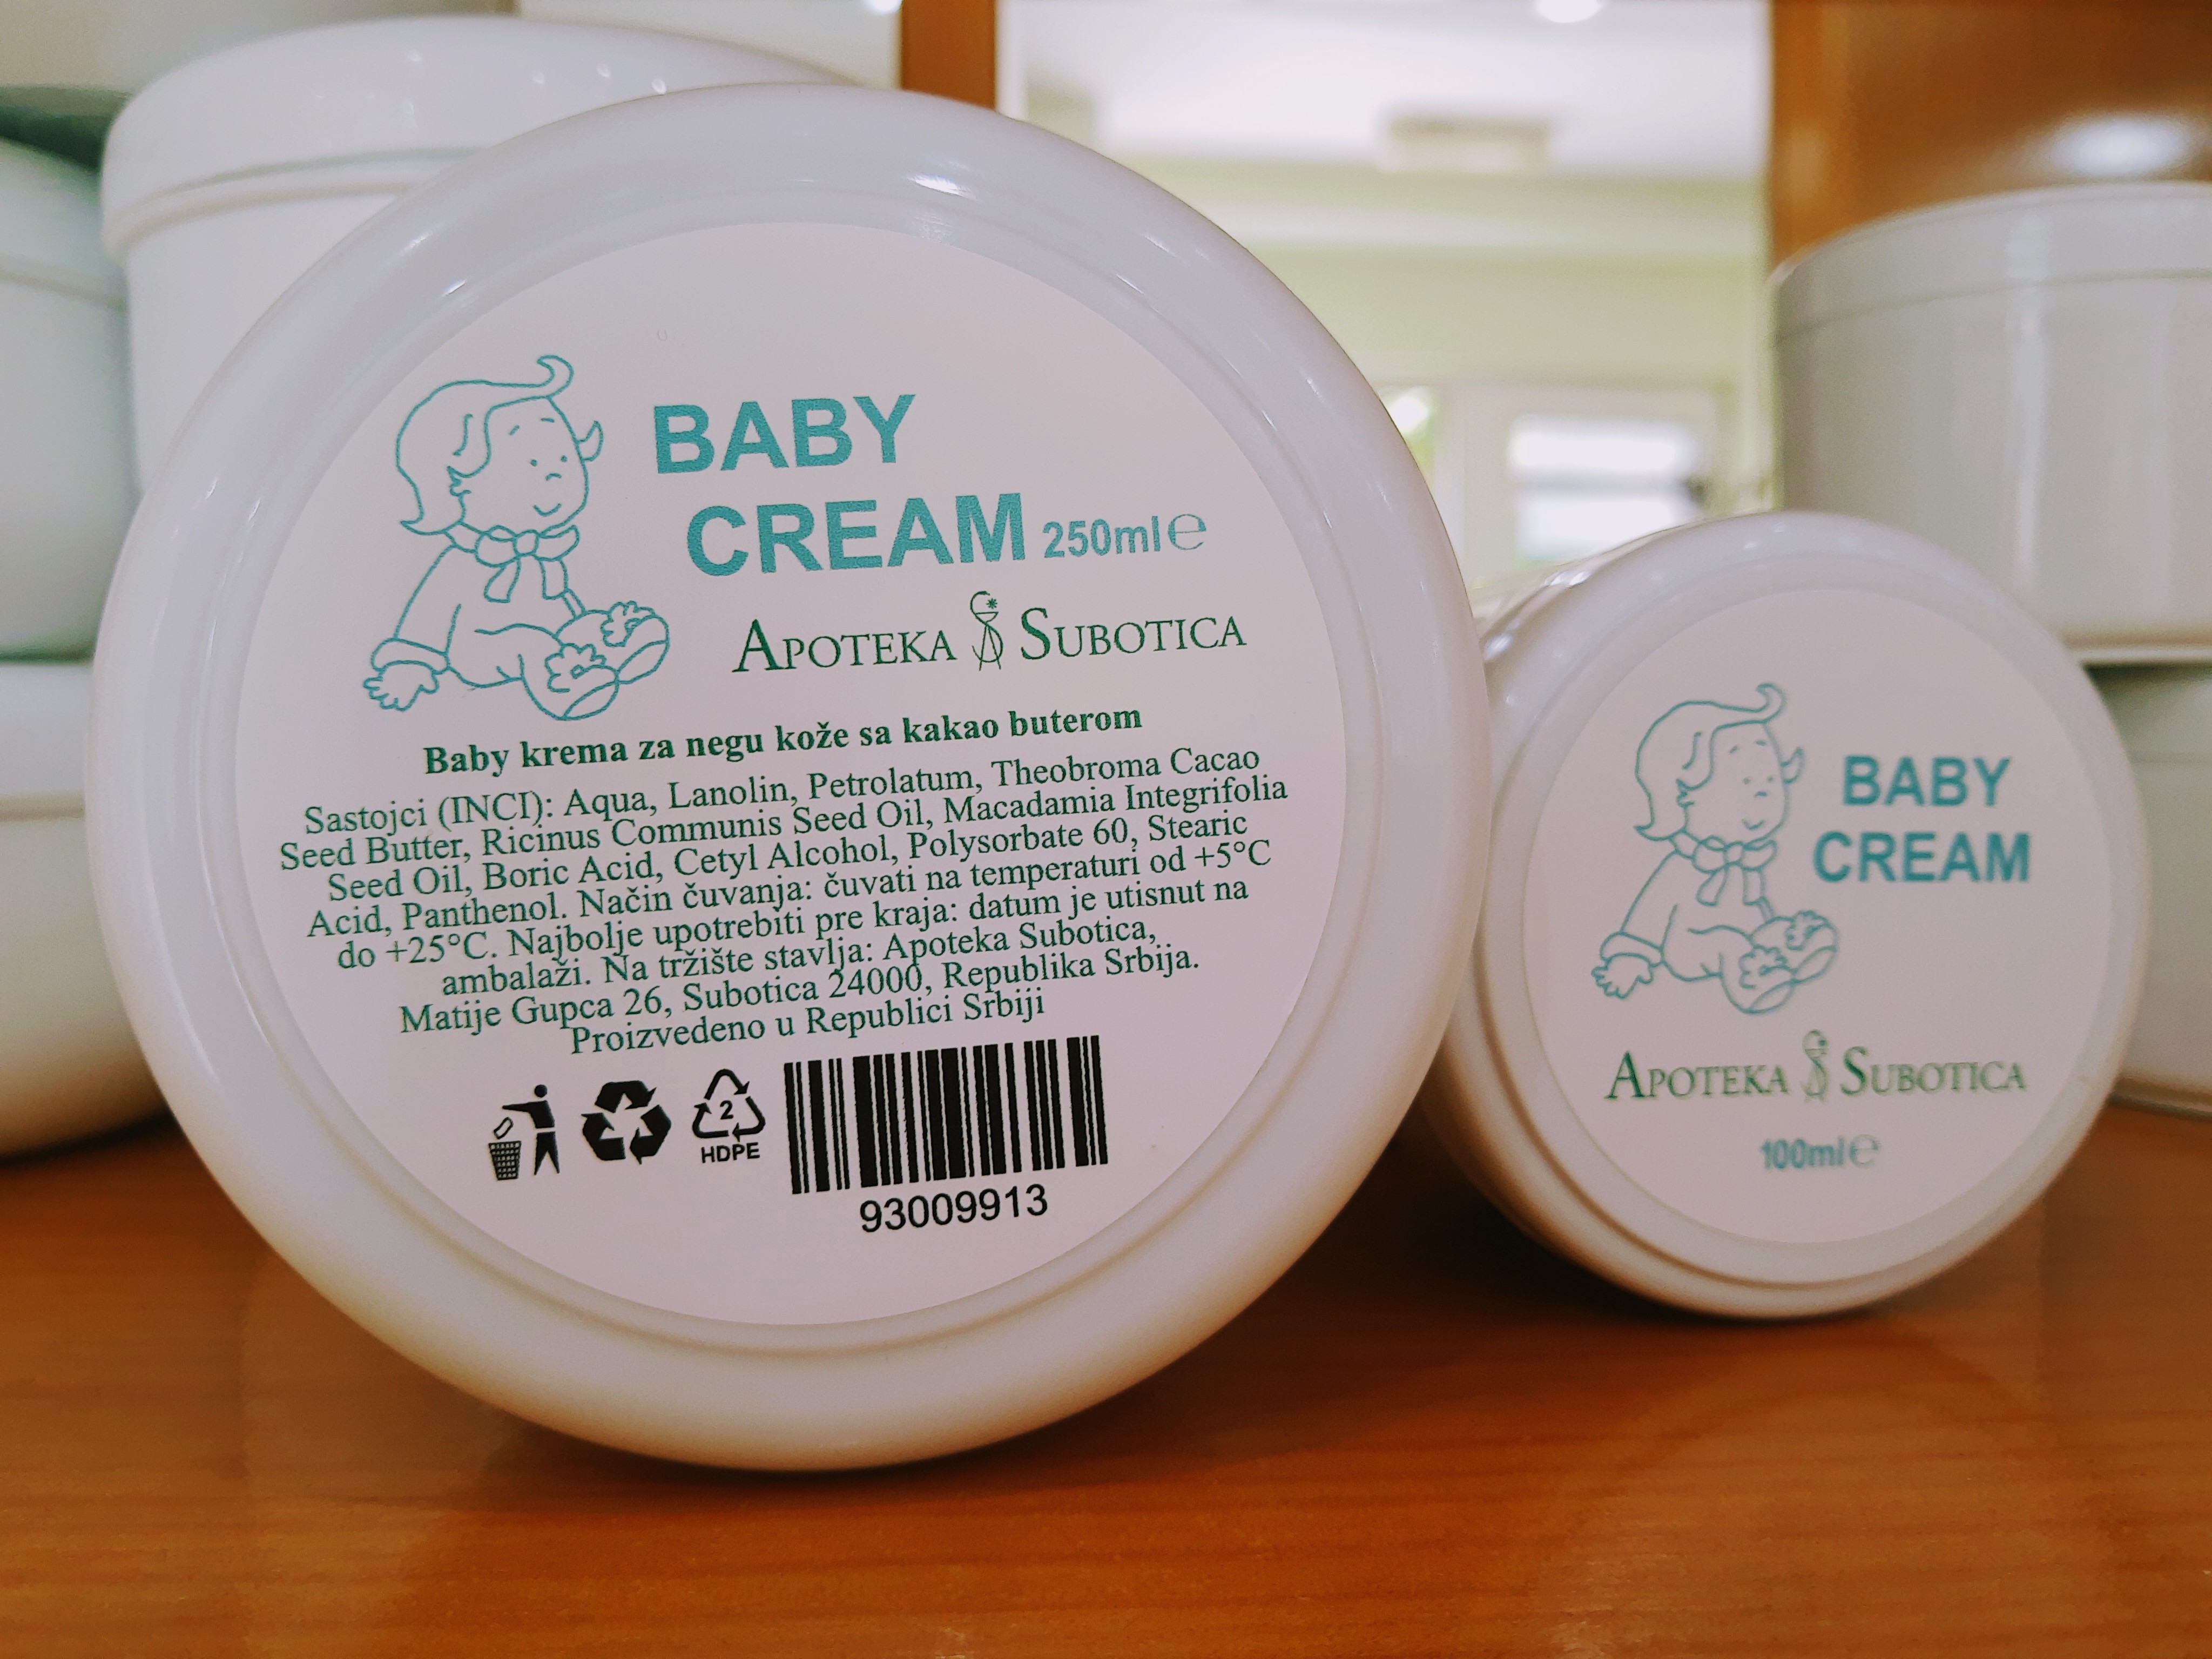 BABY
CREAM 250ml ℮
APOTEKA SUBOTICA
Baby krema za negu kože sa kakao buterom
Sastojci (INCI): Aqua, Lanolin, Petrolatum, Theobroma Cacao
Seed Butter, Ricinus Communis Seed Oil, Macadamia Integrifolia
Seed Oil, Boric Acid, Cetyl Alcohol, Polysorbate 60, Stearic
Acid, Panthenol. Način čuvanja: čuvati na temperaturi od +5°C
do +25°C. Najbolje upotrebiti pre kraja: datum je utisnut na
ambalaži. Na tržište stavlja: Apoteka Subotica,
Matije Gupca 26, Subotica 24000, Republika Srbija.
Proizvedeno u Republici Srbiji
2
HDPE
93009913
BABY
CREAM
APOTEKA SUBOTICA
100ml ℮